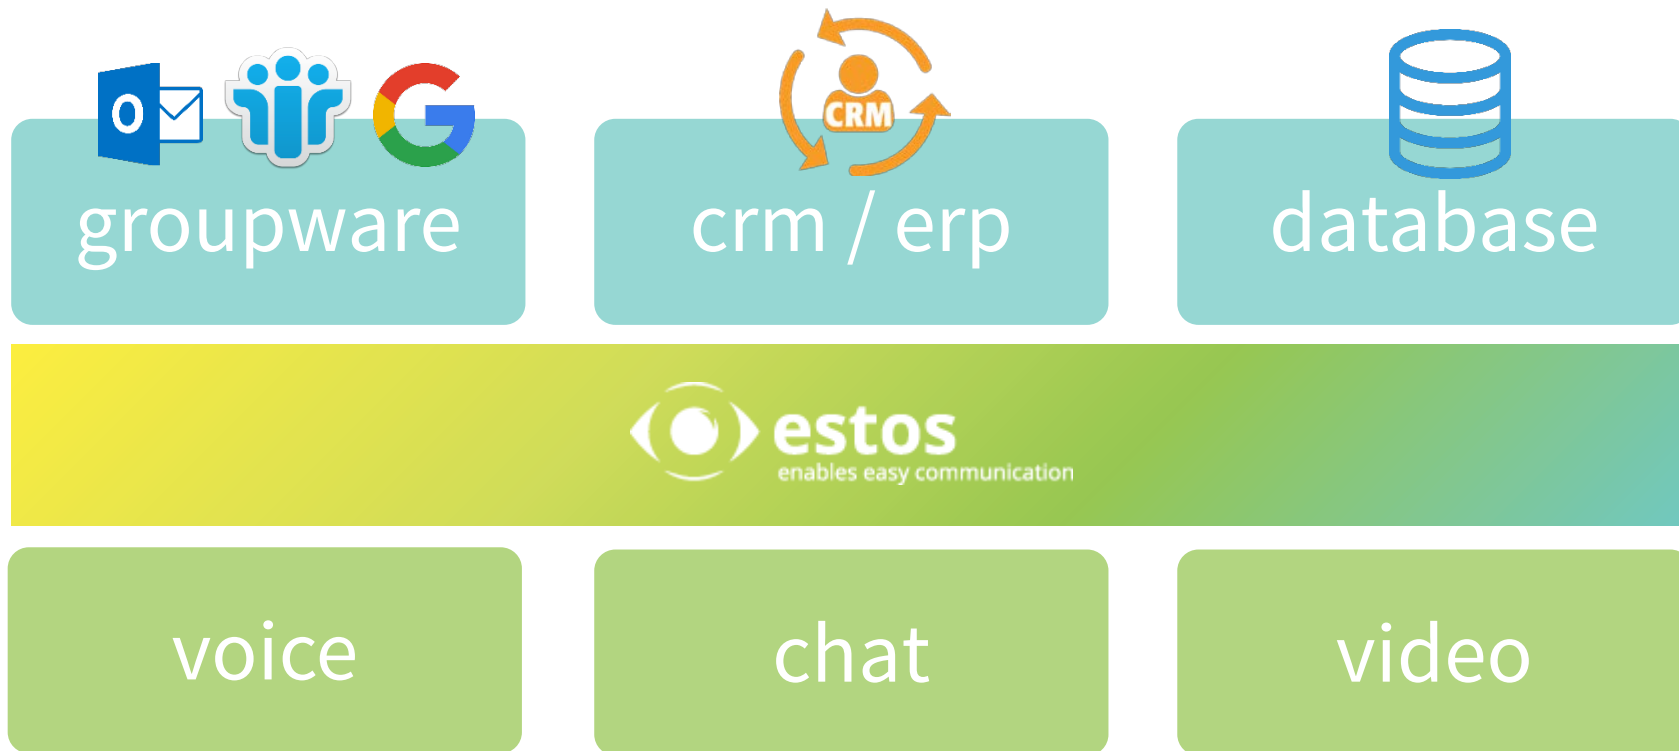 O
CRM
groupware
crm / erp
database
estos
enables easy communication
voice
chat
video